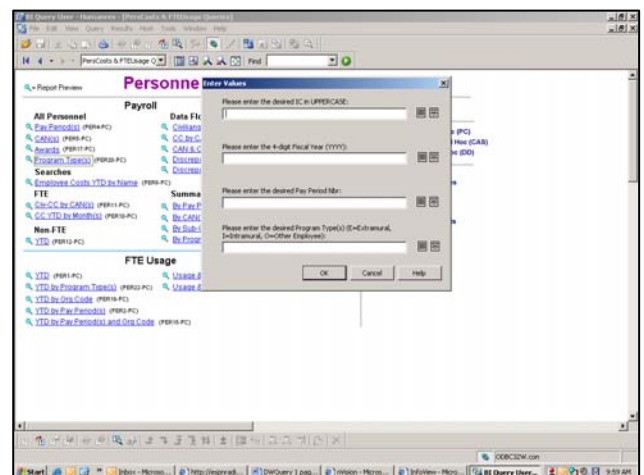 BI Query User - Humanres - [PersCosts & FTEUsage Queries]
File Edit View Query Results Host Tools Window Help
PersCosts & FTEUsage Q
Find
Report Preview
Personne
Payroll
All Personnel
Data Flo
Pay Period(s) (PER4-PC)
Civilians
CAN(s) (PER5-PC)
CC by C
Awards (PER17-PC)
CAN & C
Program Type(s) (PER20-PC)
Discrep
Searches
Discrep
Employee Costs YTD by Name (PER9-PC)
FTE
Summa
Civ-CC by CAN(s) (PER11-PC)
By Pay P
CC YTD by Month(s) (PER10-PC)
By CAN(
Non-FTE
By Sub-
YTD (PER12-PC)
By Progr
FTE Usage
YTD (PER1-PC)
Usage &
YTD by Program Type(s) (PER22-PC)
Usage &
YTD by Org Code
YTD by Pay Period(s) (PER2-PC)
YTD by Pay Period(s) and Org Code
(PC)
Hoc (CAS)
oc (DD)
Enter Values
Please enter the desired IC in UPPERCASE:
Please enter the 4-digit Fiscal Year (YYYY):
Please enter the desired Pay Period Nbr:
Please enter the desired Program Type(s) (E=Extramural,
I=Intramural, O=Other Employee):
OK Cancel Help
ODBC32W.con
Start
Inbox - Micros...
DWQuery 1 pag...
nVision - Micros...
InfoView - Micro...
BI Query User...
9:59 AM